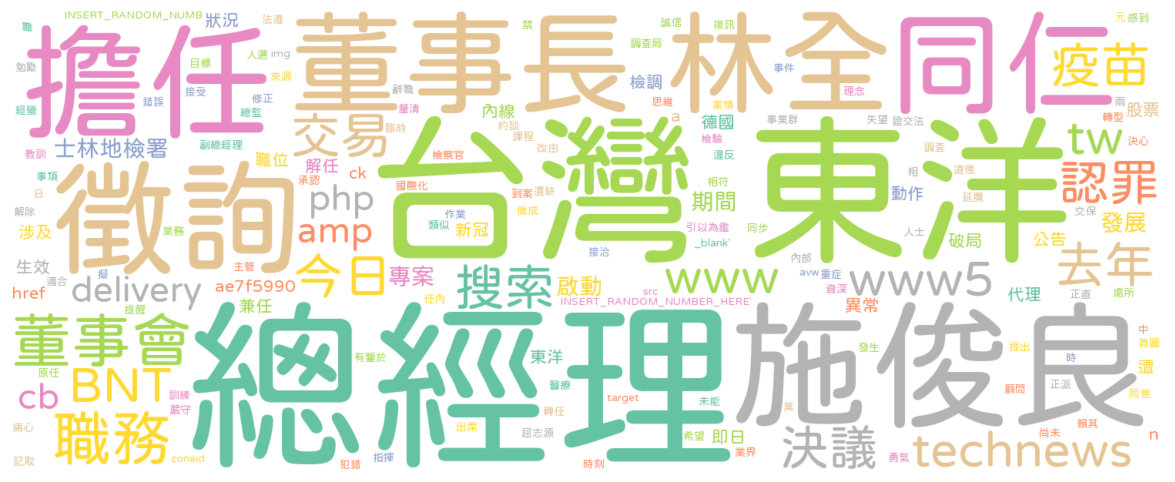 INSERT_RANDOM_NUMB
職
勉勵
經營
擔任
狀況
法澄
目標
人選
img
來源
接受
錯誤
修正
總監
副總經理
教訓
士林地檢署
董事長
林全
同仁
疫苗
禁
誠信
複訊
調查局
事件
元
感到
檢調
思維
理念
案情
雨
股票
轉型
辭職
釐清
臨時
內線
約談
課程
改由
a
德國
檢驗
違反
事業群
失望
證交法
調查
決心
tw
交易
職位
解任
承認
ck
檢察官
國際化
到案
還缺
相符
台灣
東洋
認罪
相
道德
延攬
動作
事項
日
解除
涉及
業務
徵詢
php
amp
作業
類似
新冠
做成
引以為鑑
_blank'
同步
期間
人士
交保
破局
公告
發展
生效
適合
擬
主管
href
delivery
ae7f5990
今日
專案
搜索
啟動
接洽
www
內部
avw
重症
資深
www5
代理
正直
處所
去年
異常
提醒
兼任
任內
src
INSERT_RANDOM_NUMBER_HERE'
董事會
原任
總經理
有鑒於
東洋
醫療
target
未能
施俊良
發生
提出
時
中
首圖
遭
同意
顧問
正派
賴其
cb
BNT
訓練
嚴守
轉任
萬
痛心
職務
出席
屈志源
希望
即日
業界
決議
尚未
n
記取
zoneid
犯錯
指揮
時刻
勇氣
technews